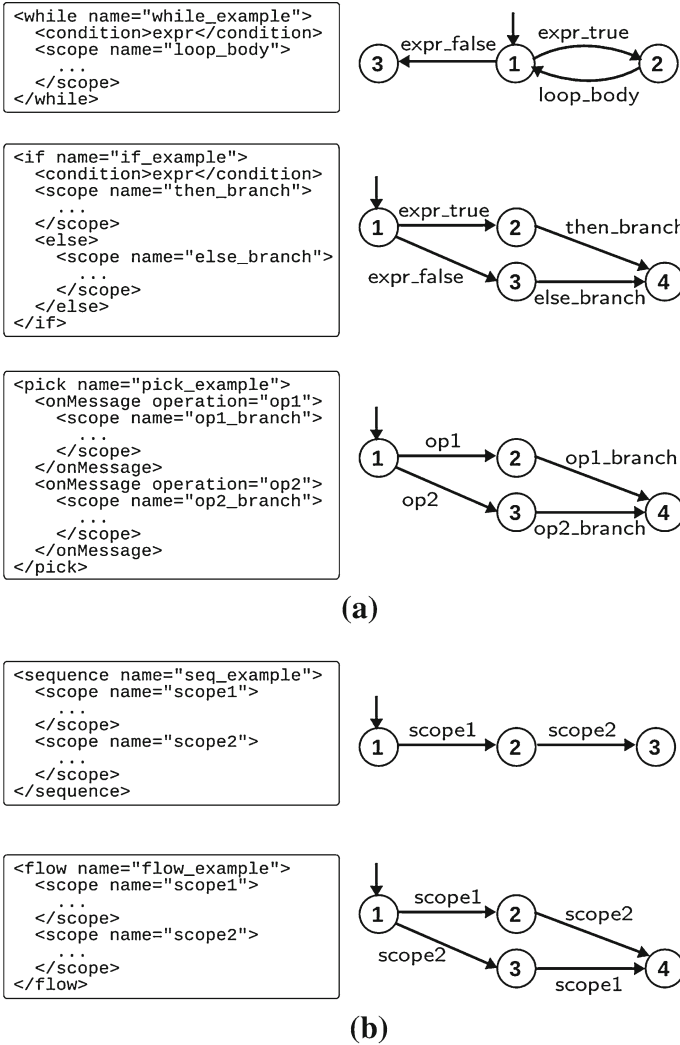 <while name="while_example">
<condition>expr</condition>
<scope name="loop_body">
...
</scope>
</while>
expr_false
expr_true
3
1
2
loop_body
<if name="if_example">
<condition>expr</condition>
<scope name="then_branch">
...
</scope>
<else>
<scope name="else_branch">
...
</scope>
</else>
</if>
expr_true
1
2
then_branch
expr_false
3
else_branch
4
<pick name="pick_example">
<onMessage operation="op1">
<scope name="op1_branch">
...
</scope>
</onMessage>
<onMessage operation="op2">
<scope name="op2_branch">
...
</scope>
</onMessage>
</pick>
op1
1
2
op1_branch
op2
3
op2_branch
4
(a)
<sequence name="seq_example">
<scope name="scope1">
...
</scope>
<scope name="scope2">
...
</scope>
</sequence>
scope1
scope2
1
2
3
<flow name="flow_example">
<scope name="scope1">
...
</scope>
<scope name="scope2">
...
</scope>
</flow>
scope1
1
2
scope2
scope2
3
scope1
4
(b)